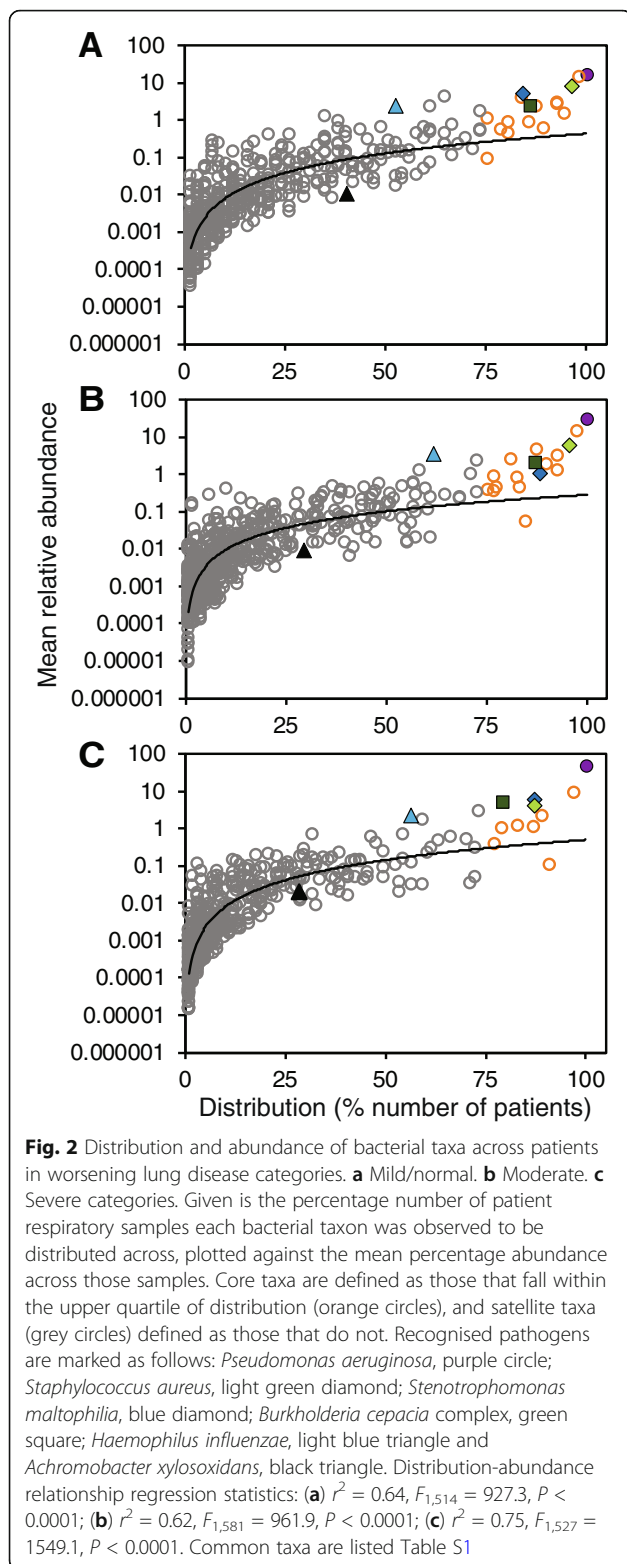 A
100
10
1
0.1
0.01
0.001
0.0001
0.000001
0 25 50 75 100
B
100
10
1
0.1
0.01
0.001
0.0001
0.00001
0.000001
0 25 50 75 100
C
100
10
1
0.1
0.01
0.001
0.0001
0.00001
0.000001
0 25 50 75 100
Mean relative abundance
Distribution (% number of patients)
Fig. 2 Distribution and abundance of bacterial taxa across patients
in worsening lung disease categories. a Mild/normal. b Moderate. c
Severe categories. Given is the percentage number of patient
respiratory samples each bacterial taxon was observed to be
distributed across, plotted against the mean percentage abundance
across those samples. Core taxa are defined as those that fall within
the upper quartile of distribution (orange circles), and satellite taxa
(grey circles) defined as those that do not. Recognised pathogens
are marked as follows: Pseudomonas aeruginosa, purple circle;
Staphylococcus aureus, light green diamond; Stenotrophomonas
maltophilia, blue diamond; Burkholderia cepacia complex, green
square; Haemophilus influenzae, light blue triangle and
Achromobacter xylosoxidans, black triangle. Distribution-abundance
relationship regression statistics: (a) r² = 0.64, F1,514 = 927.3, P <
0.0001; (b) r² = 0.62, F1,581 = 961.9, P < 0.0001; (c) r² = 0.75, F1,527 =
1549.1, P < 0.0001. Common taxa are listed Table S1